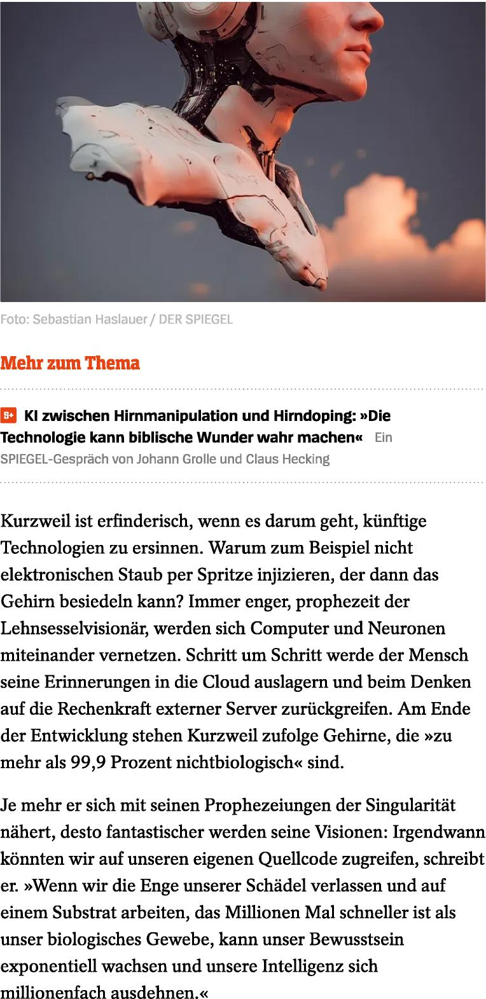 Foto: Sebastian Haslauer / DER SPIEGEL
Mehr zum Thema
S+ KI zwischen Hirnmanipulation und Hirndoping: »Die
Technologie kann biblische Wunder wahr machen« Ein
SPIEGEL-Gespräch von Johann Grolle und Claus Hecking
Kurzweil ist erfinderisch, wenn es darum geht, künftige
Technologien zu ersinnen. Warum zum Beispiel nicht
elektronischen Staub per Spritze injizieren, der dann das
Gehirn besiedeln kann? Immer enger, prophezeit der
Lehnsesselvisionär, werden sich Computer und Neuronen
miteinander vernetzen. Schritt um Schritt werde der Mensch
seine Erinnerungen in die Cloud auslagern und beim Denken
auf die Rechenkraft externer Server zurückgreifen. Am Ende
der Entwicklung stehen Kurzweil zufolge Gehirne, die »zu
mehr als 99,9 Prozent nichtbiologisch« sind.
Je mehr er sich mit seinen Prophezeiungen der Singularität
nähert, desto fantastischer werden seine Visionen: Irgendwann
könnten wir auf unseren eigenen Quellcode zugreifen, schreibt
er. »Wenn wir die Enge unserer Schädel verlassen und auf
einem Substrat arbeiten, das Millionen Mal schneller ist als
unser biologisches Gewebe, kann unser Bewusstsein
exponentiell wachsen und unsere Intelligenz sich
millionenfach ausdehnen.«